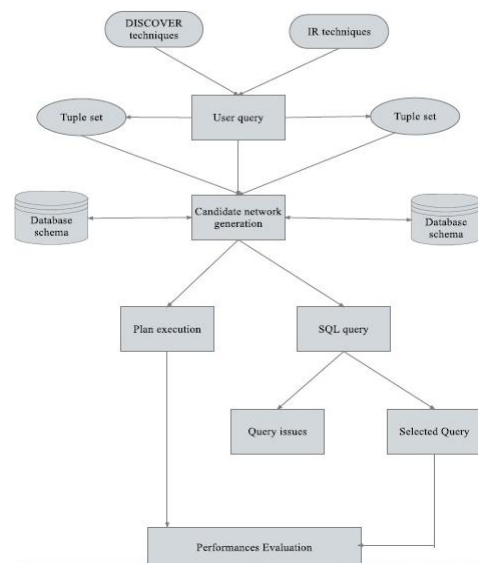 DISCOVER
techniques
IR techniques
Tuple set
User query
Tuple set
Database
schema
Candidate network
generation
Database
schema
Plan execution
SQL query
Query issues
Selected Query
Performances Evaluation